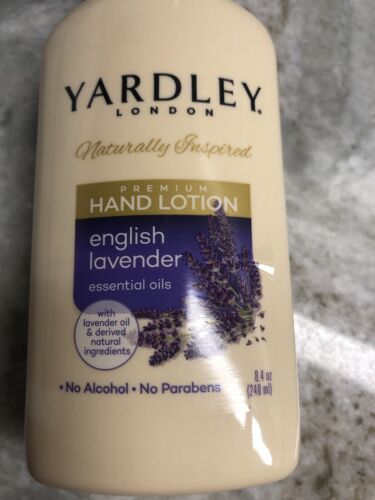 YARDLEY
LONDON
Naturally Inspired
PREMIUM
HAND LOTION
english
lavender
essential oils
with
lavender oil
& derived
natural
ingredients
• No Alcohol • No Parabens
8.4 oz
(248 ml)